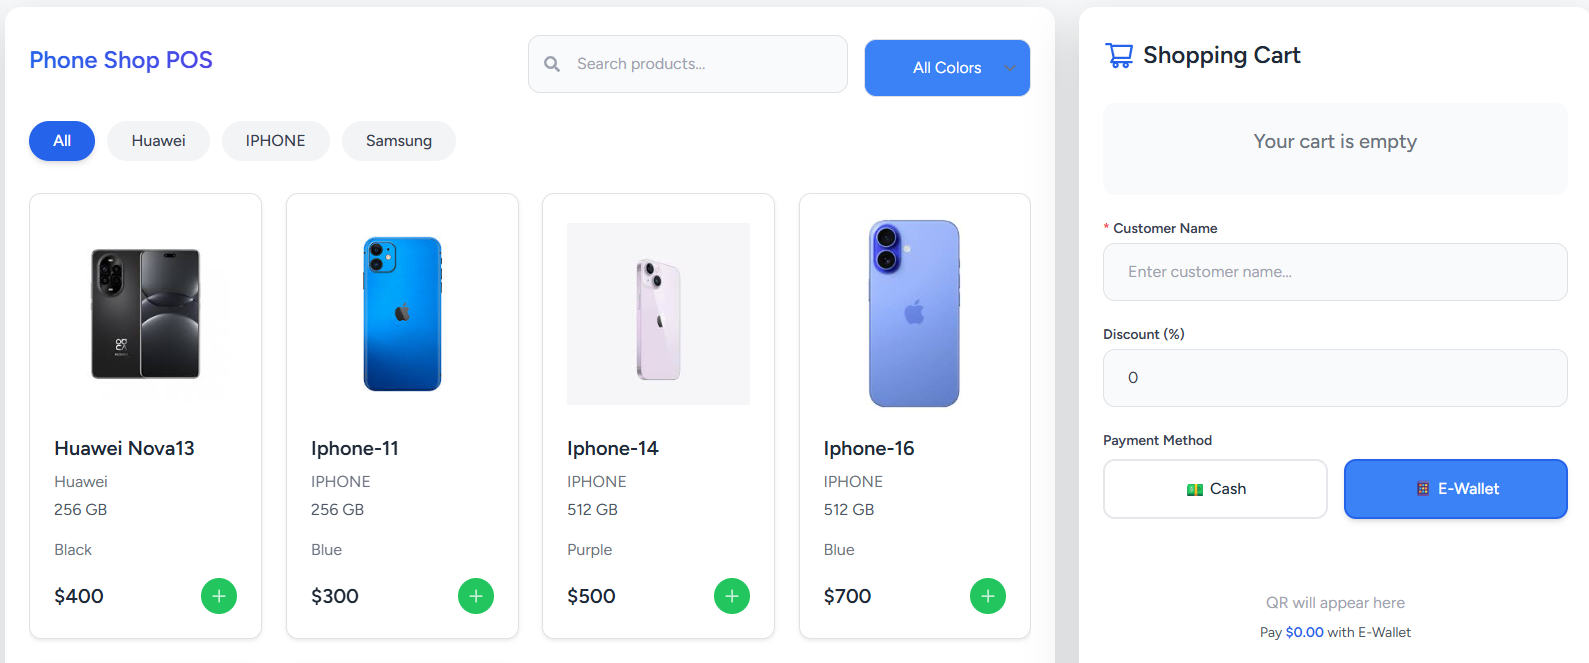 Phone Shop POS
Search products...
All Colors
All
Huawei
IPHONE
Samsung
Huawei Nova13
Huawei
256 GB
Black
$400
Iphone-11
IPHONE
256 GB
Blue
$300
Iphone-14
IPHONE
512 GB
Purple
$500
Iphone-16
IPHONE
512 GB
Blue
$700
Shopping Cart
Your cart is empty
* Customer Name
Enter customer name...
Discount (%)
0
Payment Method
Cash
E-Wallet
QR will appear here
Pay $0.00 with E-Wallet